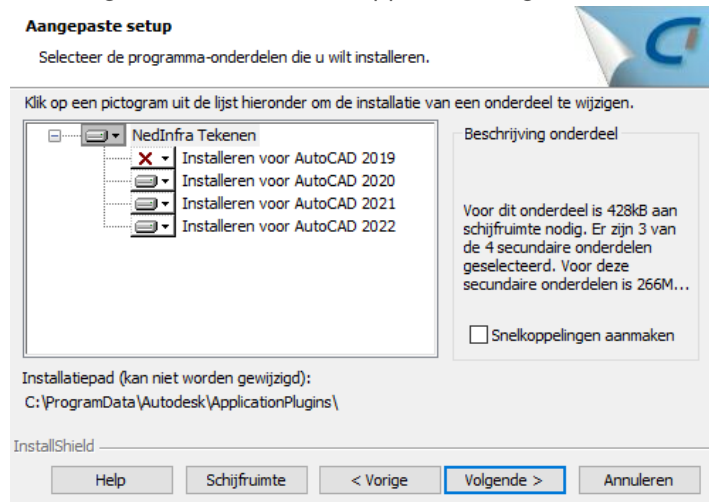 Aangepaste setup
Selecteer de programma-onderdelen die u wilt installeren.
Klik op een pictogram uit de lijst hieronder om de installatie van een onderdeel te wijzigen.
NedInfra Tekenen
Installeren voor AutoCAD 2019
Installeren voor AutoCAD 2020
Installeren voor AutoCAD 2021
Installeren voor AutoCAD 2022
Beschrijving onderdeel
Voor dit onderdeel is 428kB aan
schijfruimte nodig. Er zijn 3 van
de 4 secundaire onderdelen
geselecteerd. Voor deze
secundaire onderdelen is 266M...
Snelkoppelingen aanmaken
Installatiepad (kan niet worden gewijzigd):
C:\ProgramData\Autodesk\ApplicationPlugins\
InstallShield
Help
Schijfruimte
< Vorige
Volgende >
Annuleren